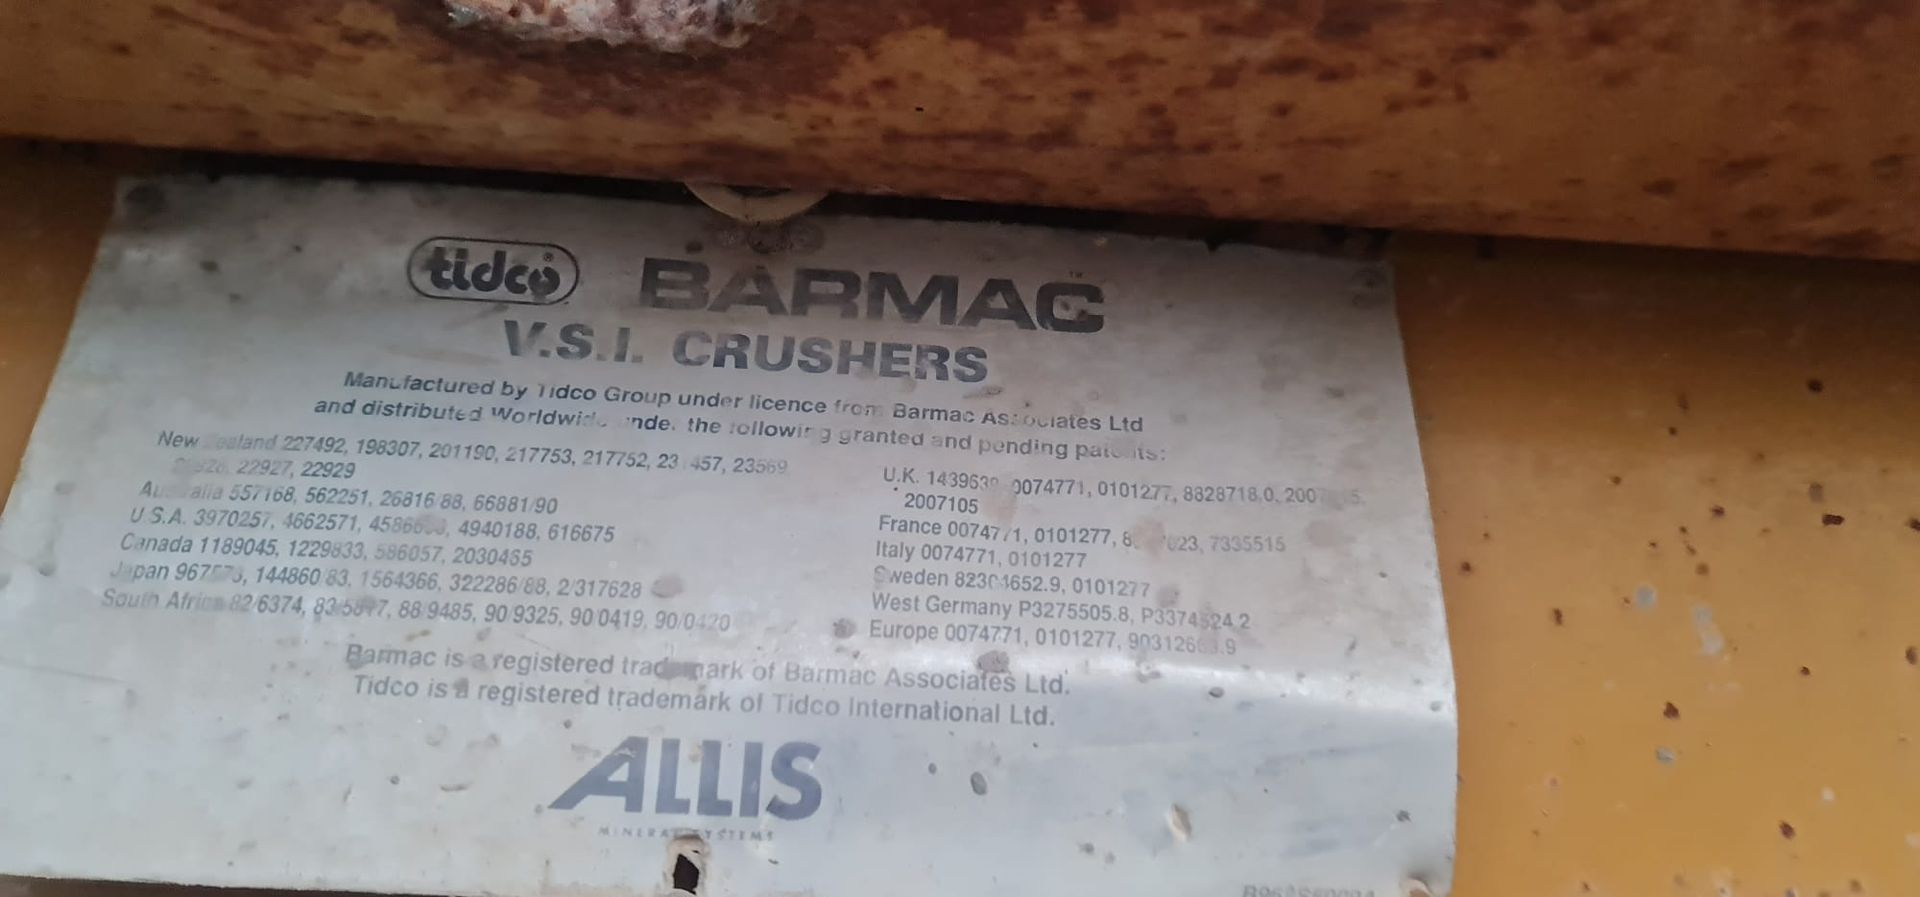 tidco® BARMAC™
V.S.I. CRUSHERS
Manufactured by Tidco Group under licence from Barmac Associates Ltd
and distributed Worldwide under the following granted and pending patents:
New Zealand 227492, 198307, 201190, 217753, 217752, 23569
22927, 22929
Australia 557168, 562251, 26816/88, 66881/90
U.S.A. 3970257, 4662571, 4940188, 616675
Canada 1189045, 1229833, 586057, 2030465
Japan 144860/83, 1564366, 322286/88, 2/317628
South Africa 82/6374, 88/9485, 90/9325, 90/0419, 90/0420
U.K. 0074771, 0101277, 8828718.0,
2007105
France 0074771, 0101277, 7335515
Italy 0074771, 0101277
Sweden 0101277
West Germany P3275505.8,
Europe 0074771, 0101277,
Barmac is a registered trademark of Barmac Associates Ltd.
Tidco is a registered trademark of Tidco International Ltd.
ALLIS
MINERAL SYSTEMS